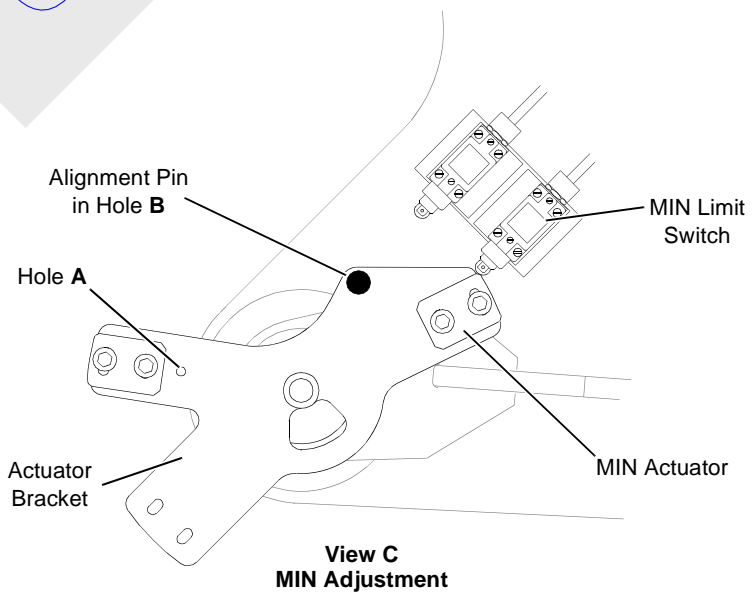 Alignment Pin
in Hole B
Hole A
MIN Limit
Switch
Actuator
Bracket
MIN Actuator
View C
MIN Adjustment